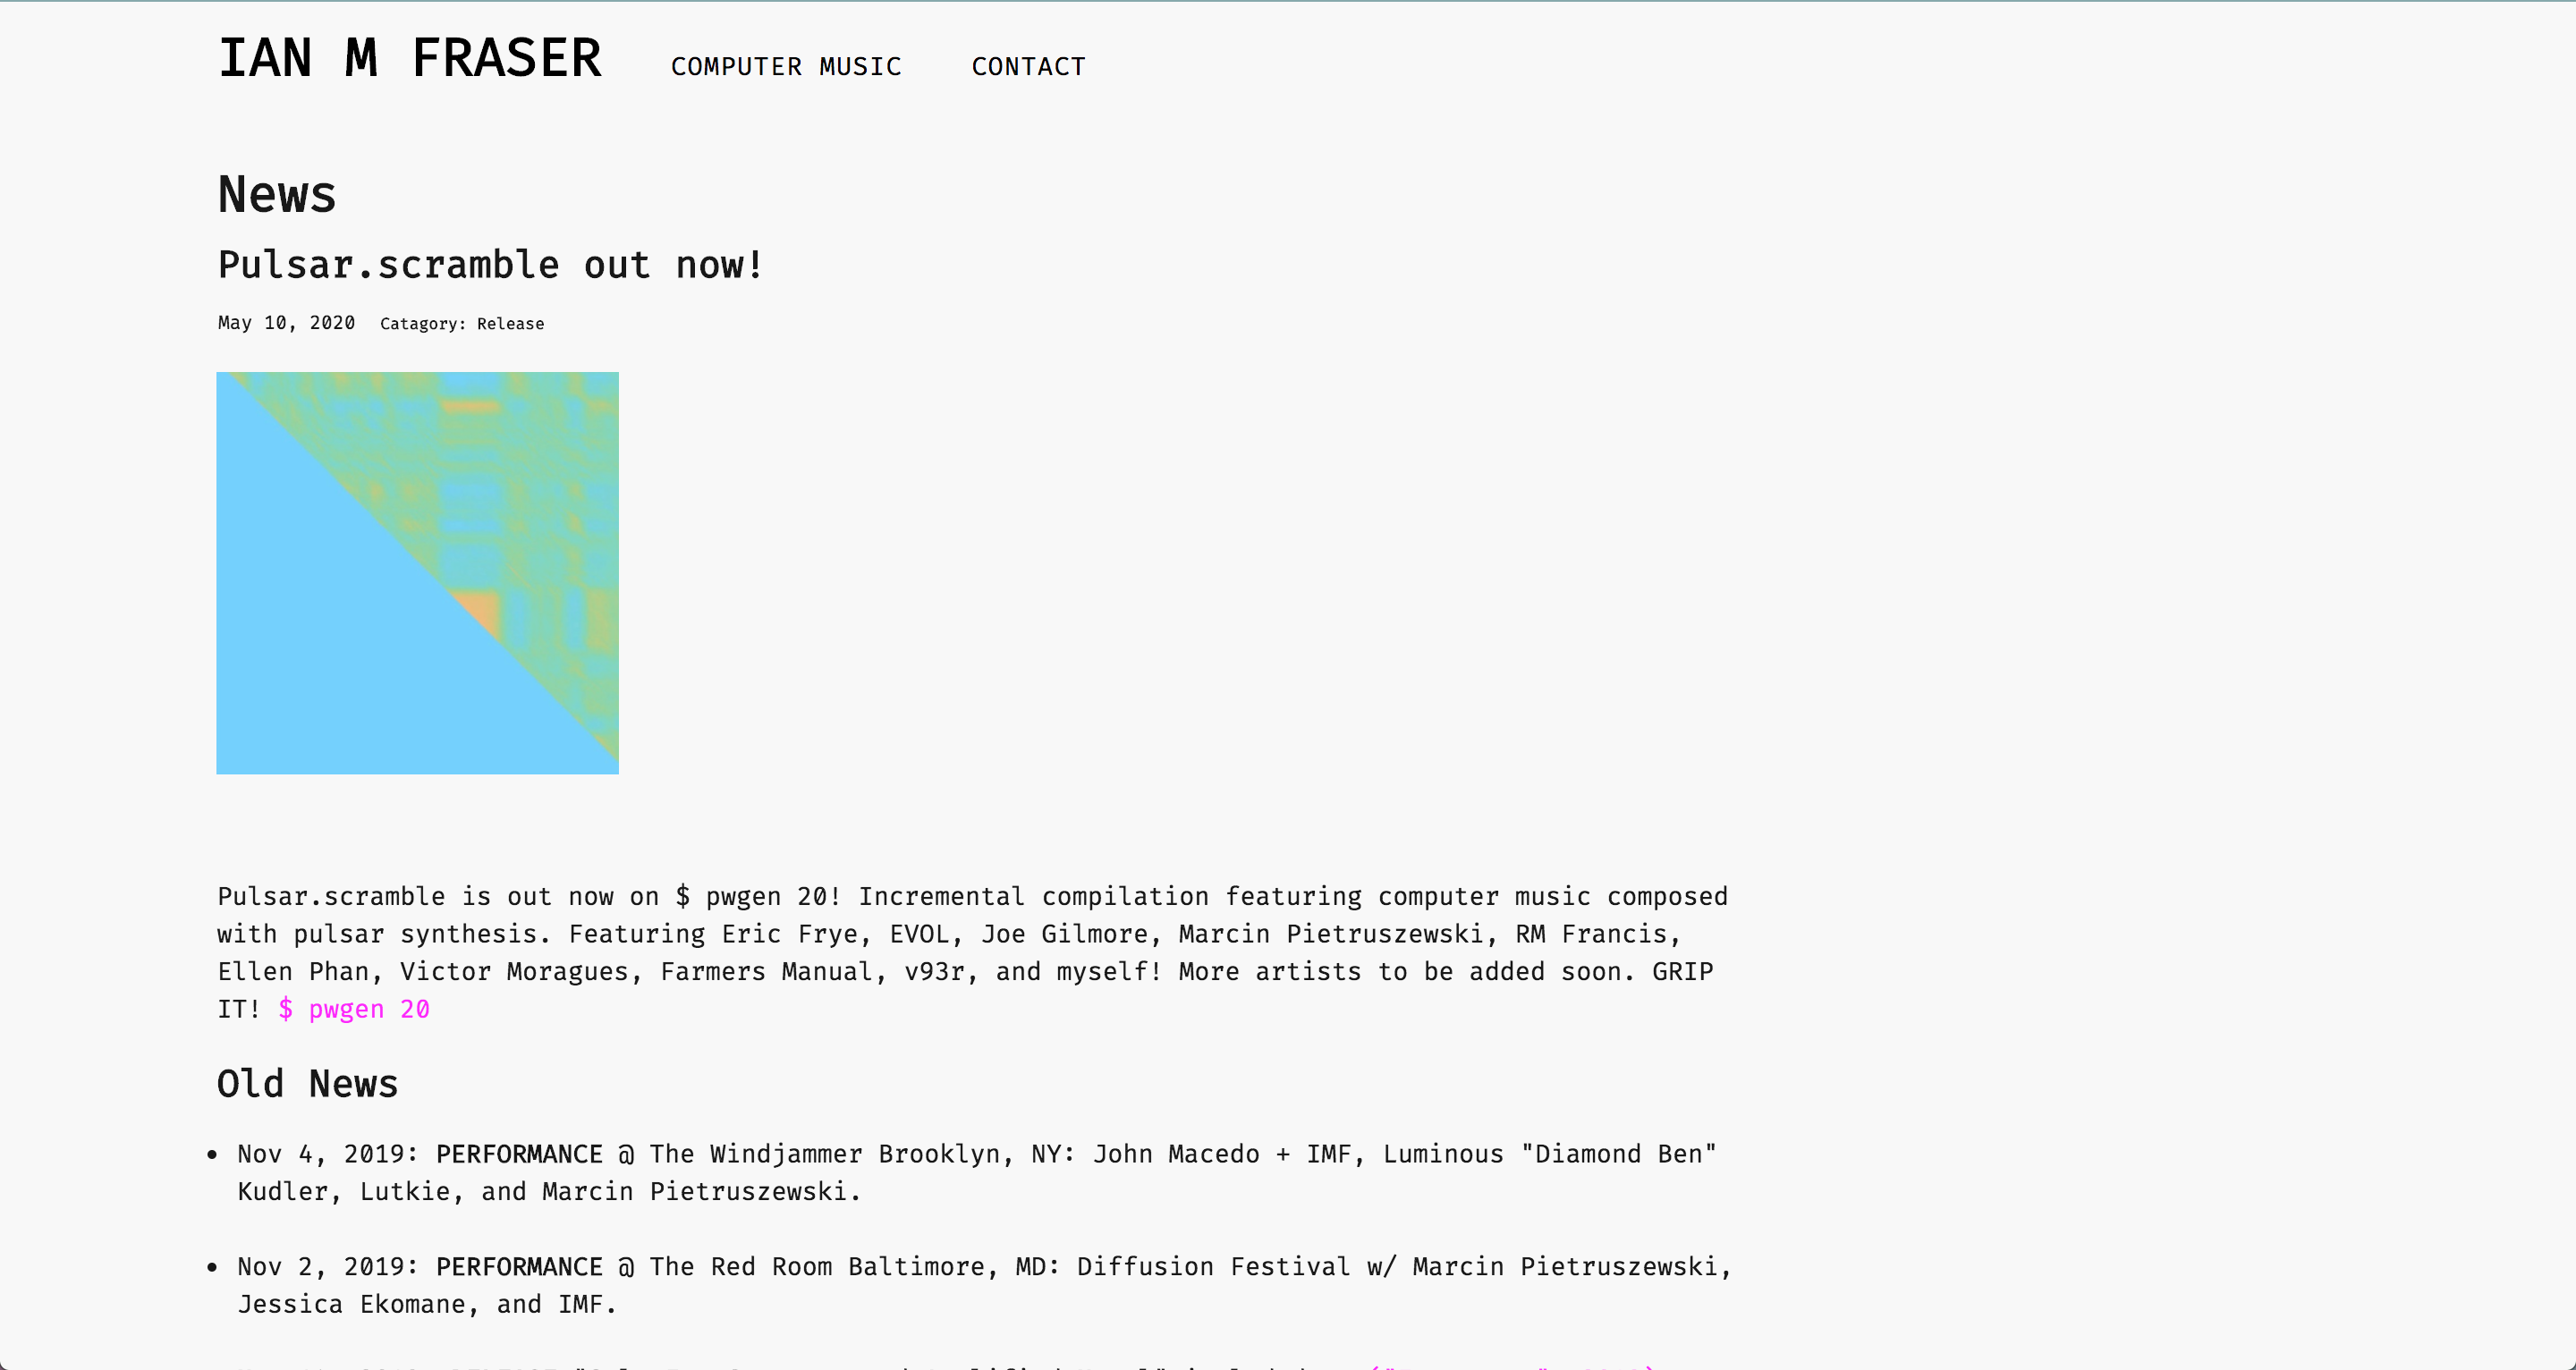 IAN M FRASER COMPUTER MUSIC CONTACT
News
Pulsar.scramble out now!
May 10, 2020 Catagory: Release
Pulsar.scramble is out now on $ pwgen 20! Incremental compilation featuring computer music composed
with pulsar synthesis. Featuring Eric Frye, EVOL, Joe Gilmore, Marcin Pietruszewski, RM Francis,
Ellen Phan, Victor Moragues, Farmers Manual, v93r, and myself! More artists to be added soon. GRIP
IT! $ pwgen 20
Old News
• Nov 4, 2019: PERFORMANCE @ The Windjammer Brooklyn, NY: John Macedo + IMF, Luminous "Diamond Ben"
Kudler, Lutkie, and Marcin Pietruszewski.
• Nov 2, 2019: PERFORMANCE @ The Red Room Baltimore, MD: Diffusion Festival w/ Marcin Pietruszewski,
Jessica Ekomane, and IMF.